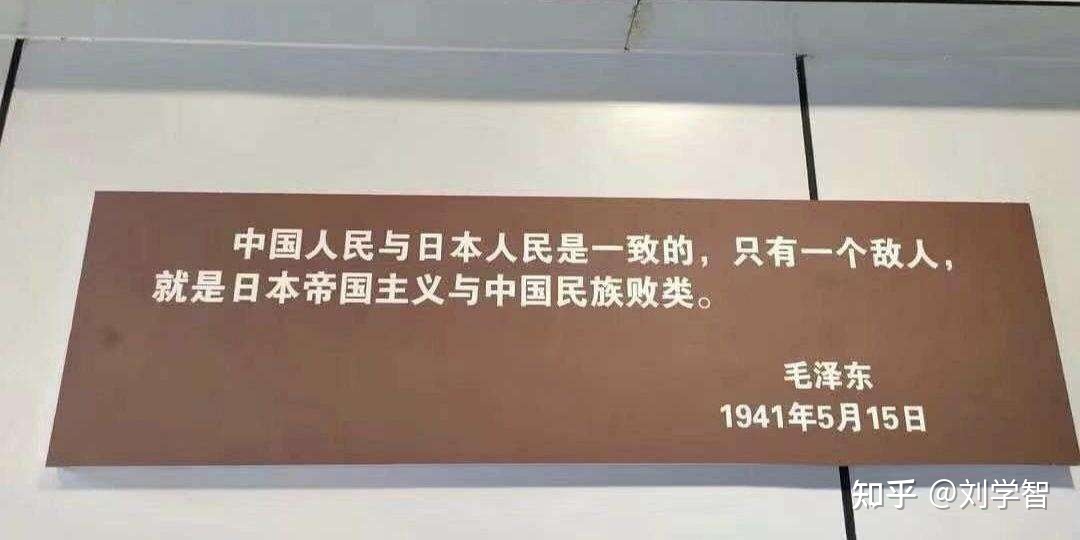 中国人民与日本人民是一致的，只有一个敌人，
就是日本帝国主义与中国民族败类。
毛泽东
1941年5月15日
知乎 @刘学智